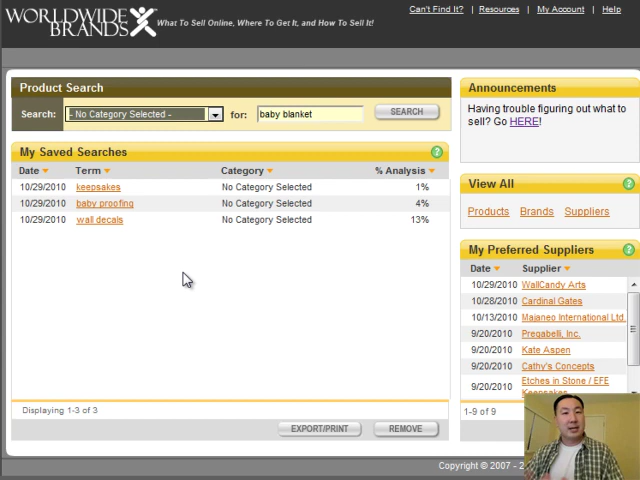 WORLDWIDE BRANDS
What To Sell Online, Where To Get It, and How To Sell It!
Can't Find It? | Resources | My Account | Help
Product Search
Search: - No Category Selected - for: baby blanket SEARCH
My Saved Searches ?
Date Term Category % Analysis
10/29/2010 keepsakes No Category Selected 1%
10/29/2010 baby proofing No Category Selected 4%
10/29/2010 wall decals No Category Selected 13%
Displaying 1-3 of 3
EXPORT/PRINT REMOVE
Announcements
Having trouble figuring out what to
sell? Go HERE!
View All ?
Products Brands Suppliers
My Preferred Suppliers ?
Date Supplier
10/29/2010 WallCandy Arts
10/28/2010 Cardinal Gates
10/13/2010 Majaneo International Ltd.
9/20/2010 Pregabelli, Inc.
9/20/2010 Kate Aspen
9/20/2010 Cathy's Concepts
9/20/2010 Etches in Stone / EFE
Keepsakes
1-9 of 9
Copyright © 2007 - 2